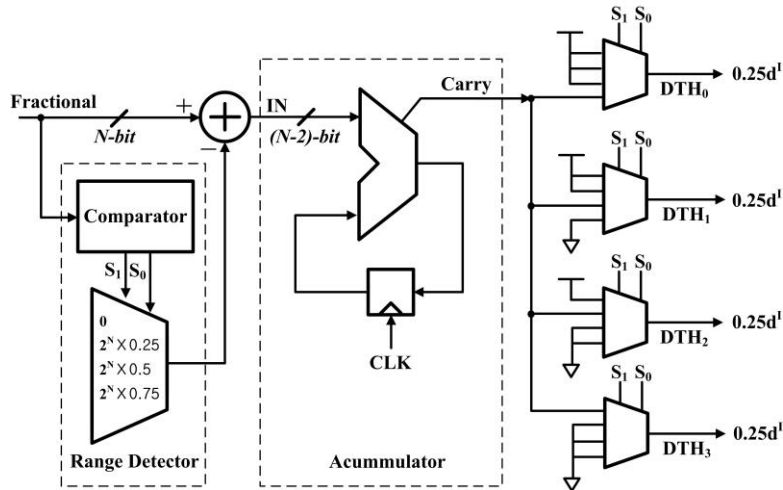 S₁ S₀
DTH₀ 0.25d¹
Fractional
N-bit
+
−
IN
(N-2)-bit
Carry
Comparator
S₁ S₀
0
2ᴺ X 0.25
2ᴺ X 0.5
2ᴺ X 0.75
Range Detector
CLK
Acummulator
S₁ S₀
DTH₁ 0.25d¹
S₁ S₀
DTH₂ 0.25d¹
S₁ S₀
DTH₃ 0.25d¹